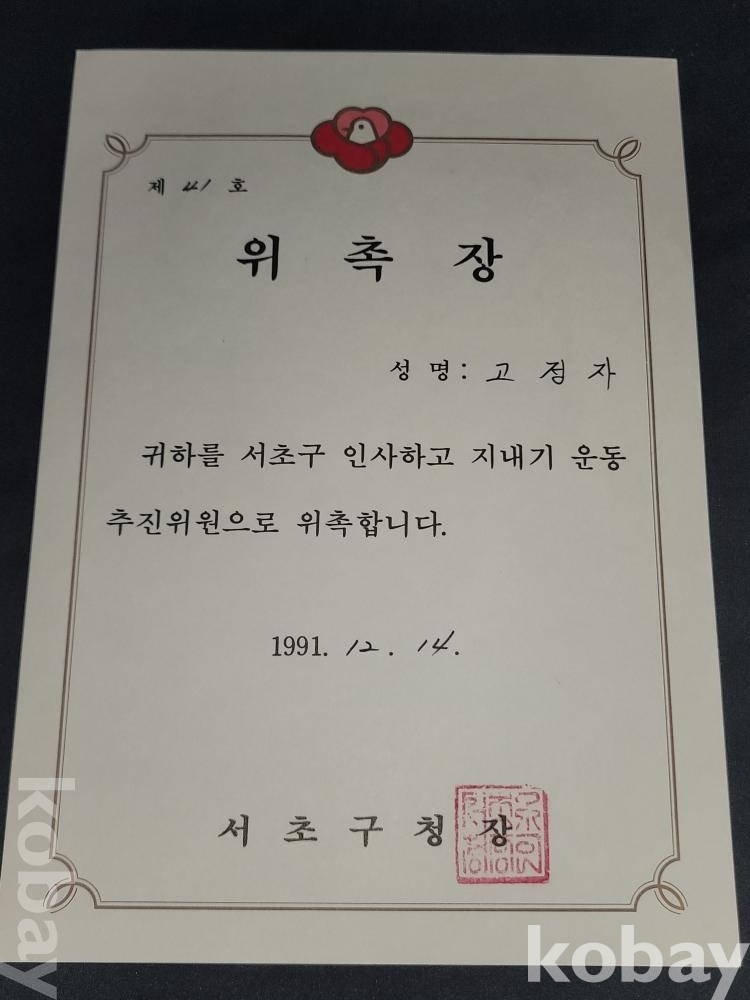 제 41 호
위 촉 장
성 명 : 고 점 자
귀하를 서초구 인사하고 지내기 운동
추진위원으로 위촉합니다.
1991. 12. 14.
서 초 구 청 장
kobay
kobay